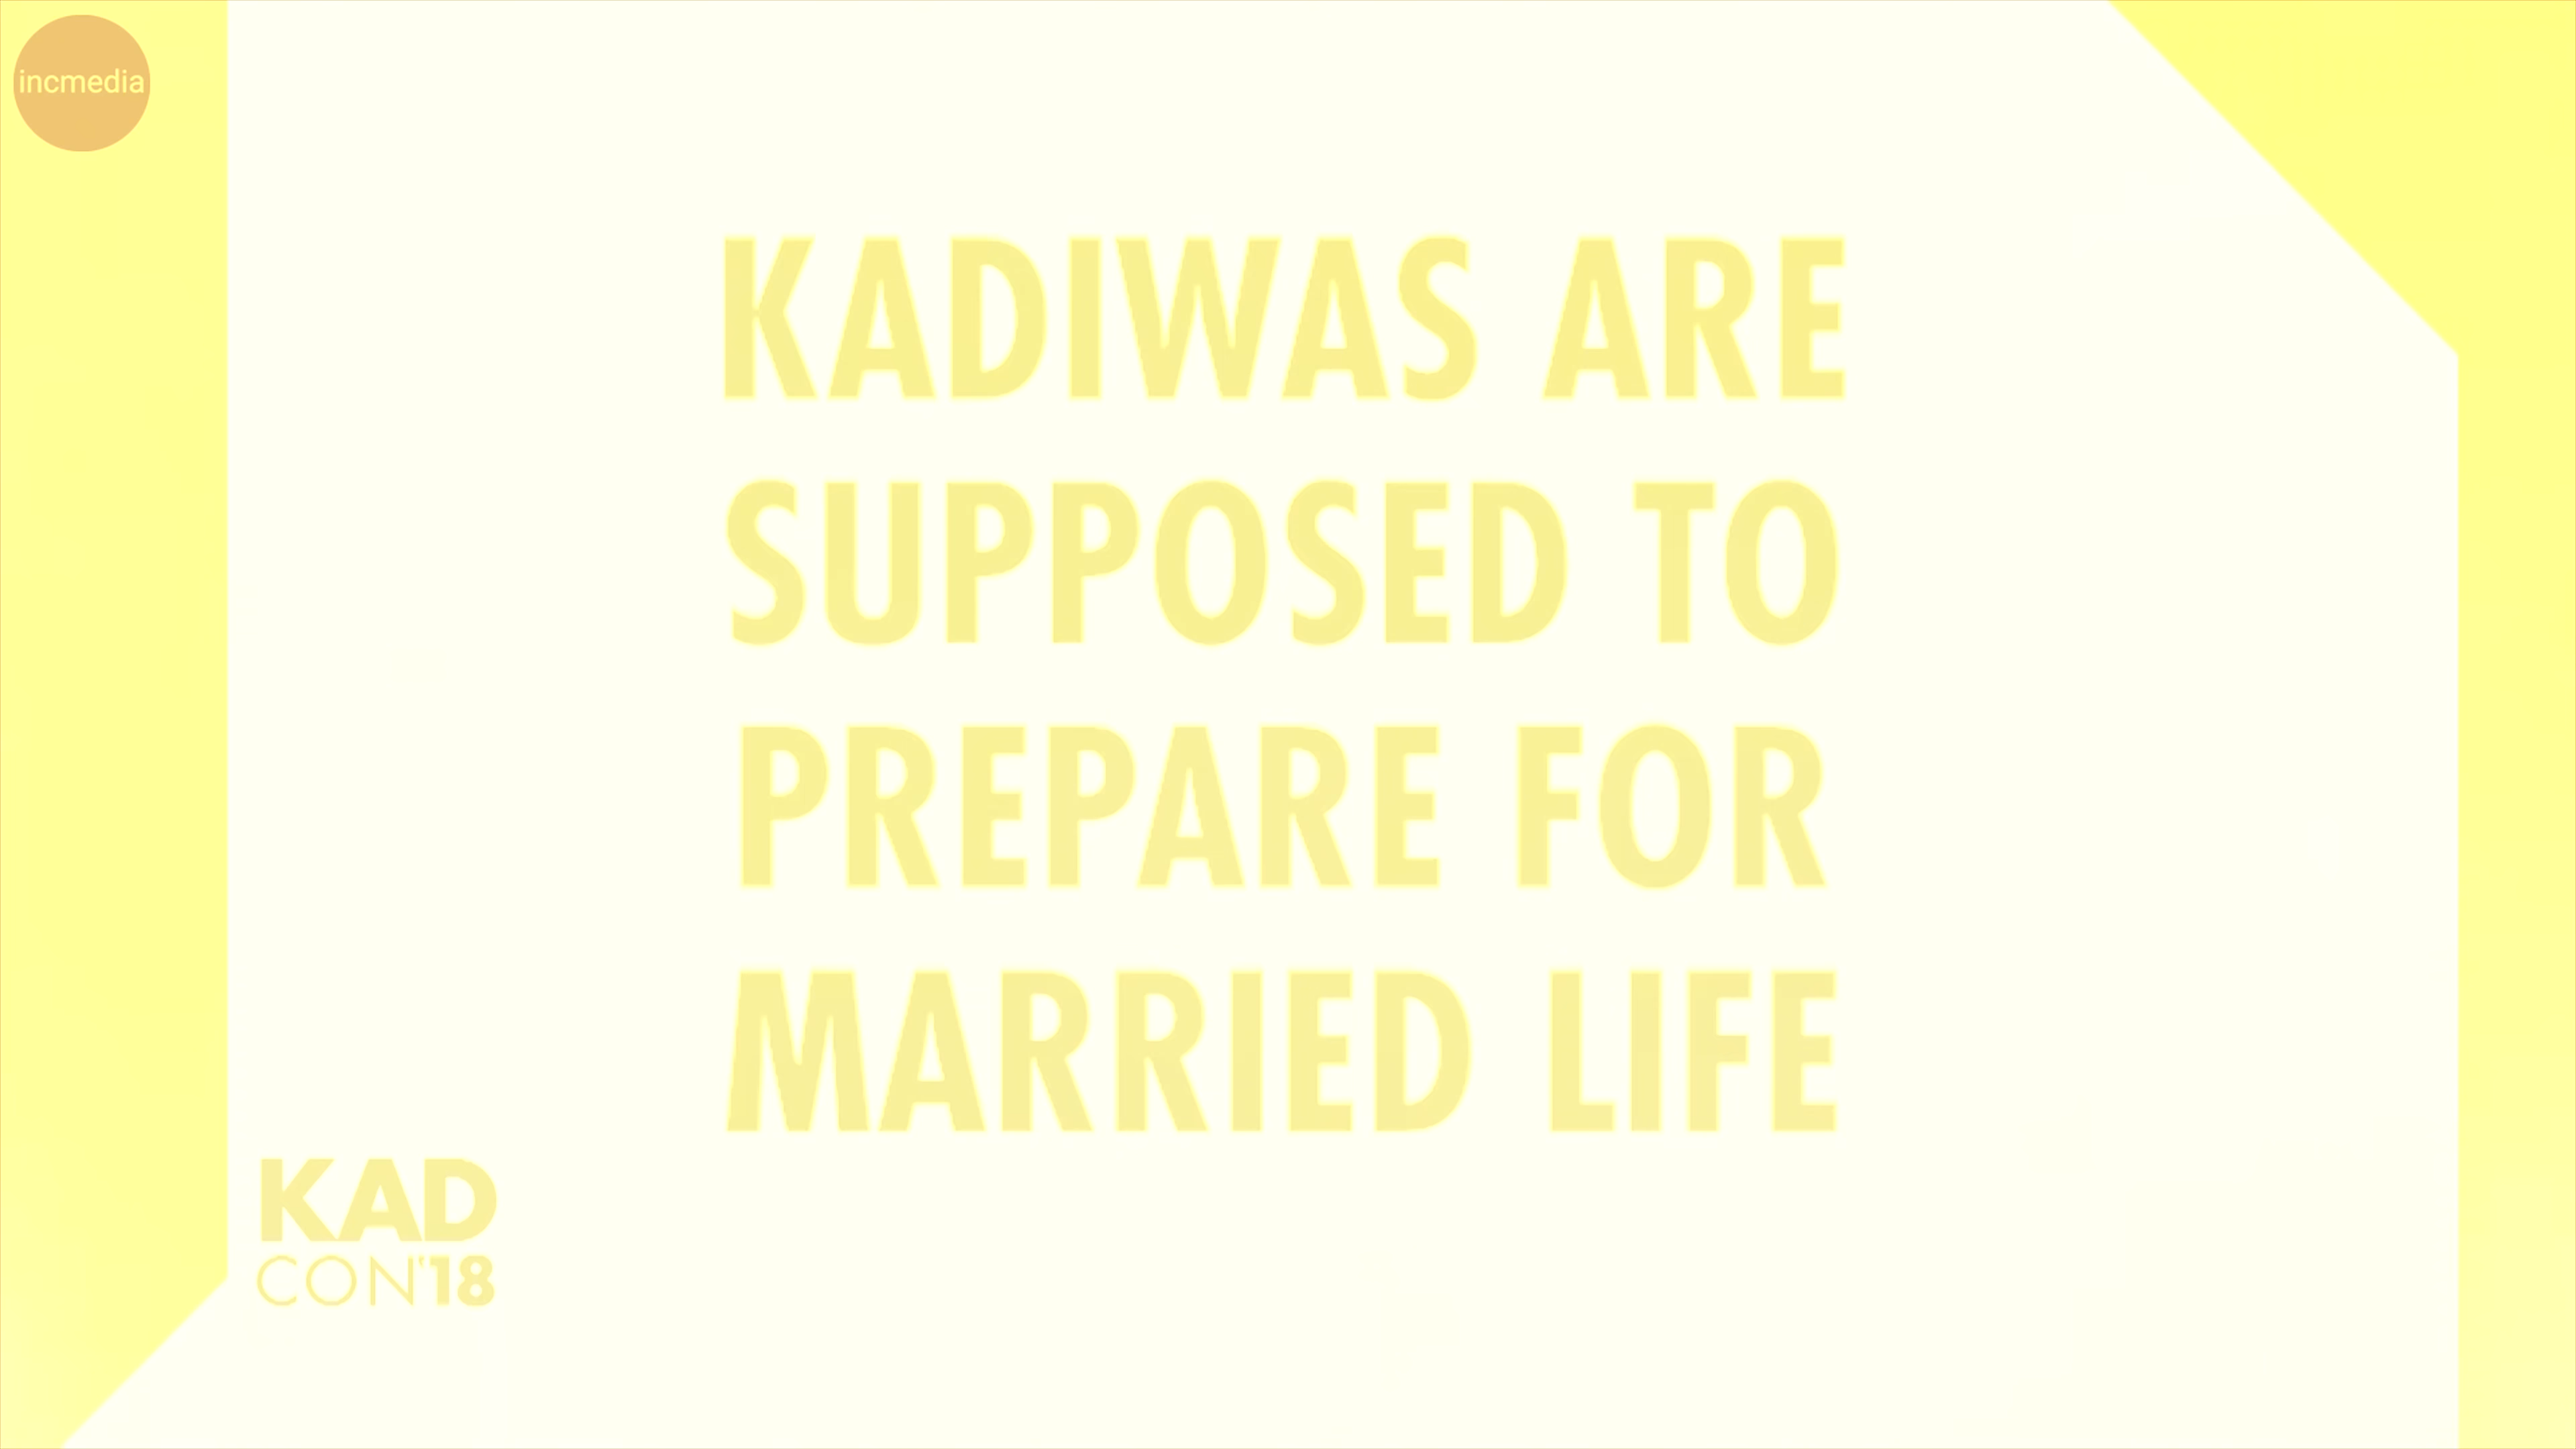 incmedia
KADIWAS ARE
SUPPOSED TO
PREPARE FOR
MARRIED LIFE
KAD
CON'18